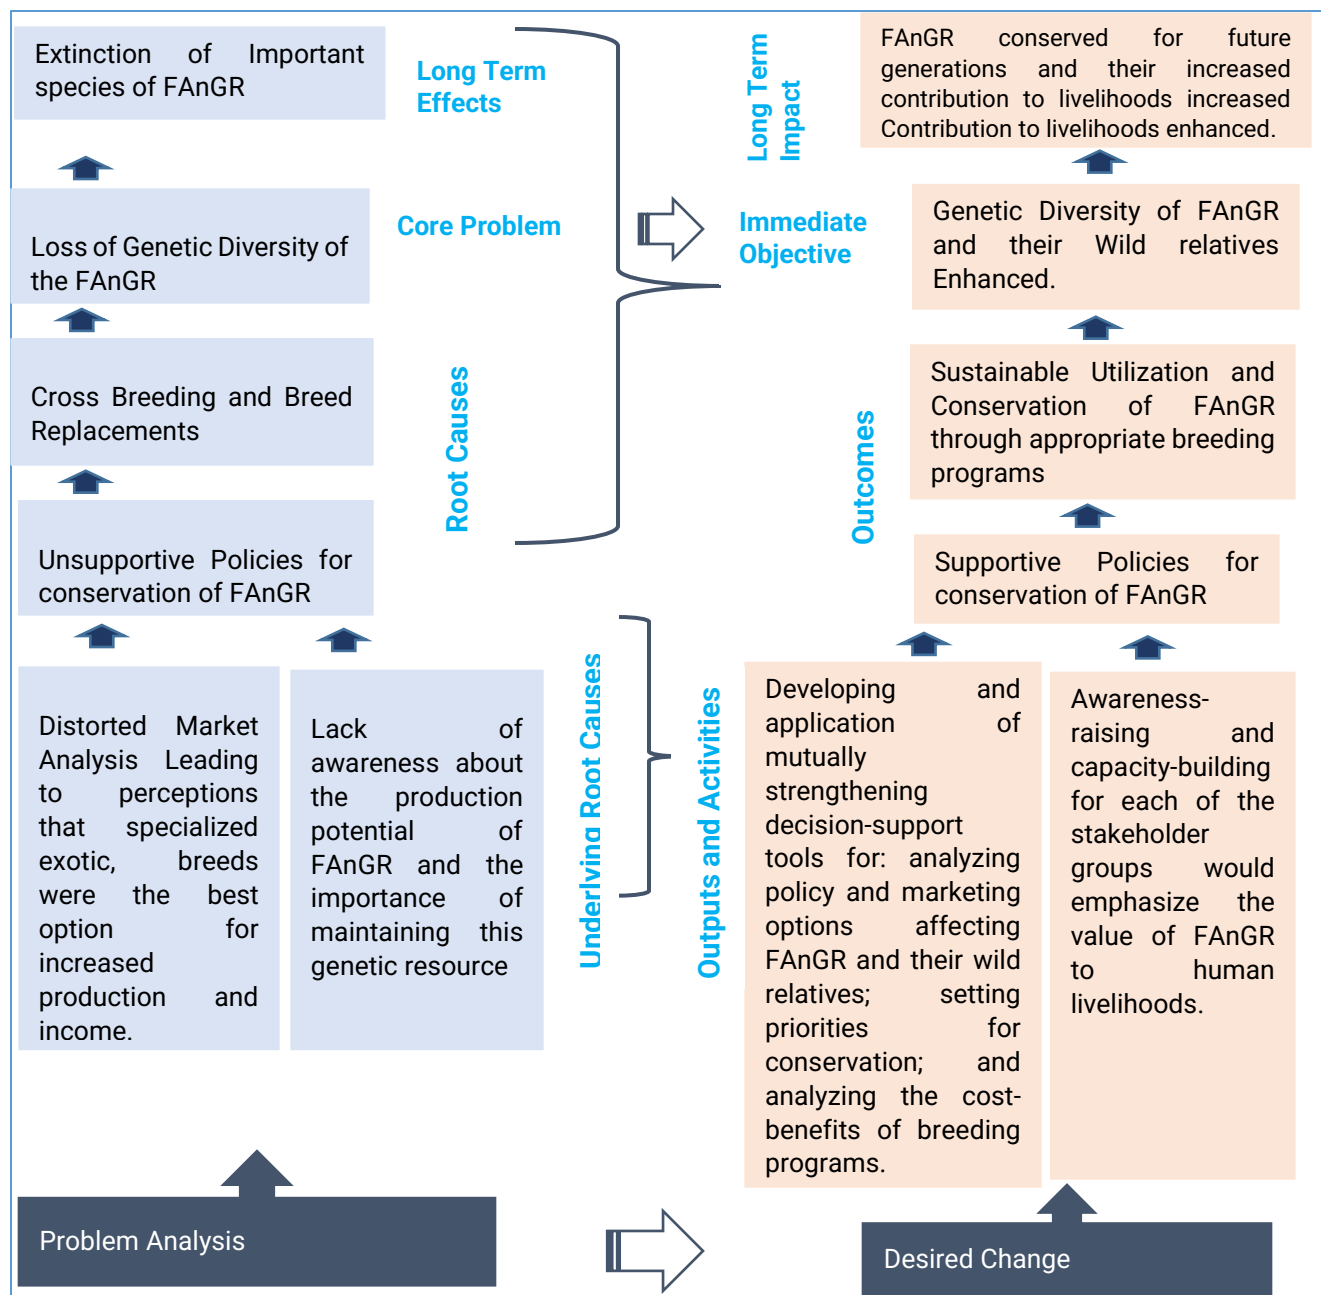 Extinction of Important
species of FAnGR
Long Term
Effects
Loss of Genetic Diversity of
the FAnGR
Core Problem
Cross Breeding and Breed
Replacements
Root Causes
Unsupportive Policies for
conservation of FAnGR
Distorted Market
Analysis Leading
to perceptions
that specialized
exotic, breeds
were the best
option for
increased
production and
income.
Lack of
awareness about
the production
potential of
FAnGR and the
importance of
maintaining this
genetic resource
Underlying Root Causes
Problem Analysis
Long Term
Impact
FAnGR conserved for future
generations and their increased
contribution to livelihoods increased
Contribution to livelihoods enhanced.
Immediate
Objective
Genetic Diversity of FAnGR
and their Wild relatives
Enhanced.
Outcomes
Sustainable Utilization and
Conservation of FAnGR
through appropriate breeding
programs
Supportive Policies for
conservation of FAnGR
Outputs and Activities
Developing and
application of
mutually
strengthening
decision-support
tools for: analyzing
policy and marketing
options affecting
FAnGR and their wild
relatives; setting
priorities for
conservation; and
analyzing the cost-
benefits of breeding
programs.
Awareness-
raising and
capacity-building
for each of the
stakeholder
groups would
emphasize the
value of FAnGR
to human
livelihoods.
Desired Change